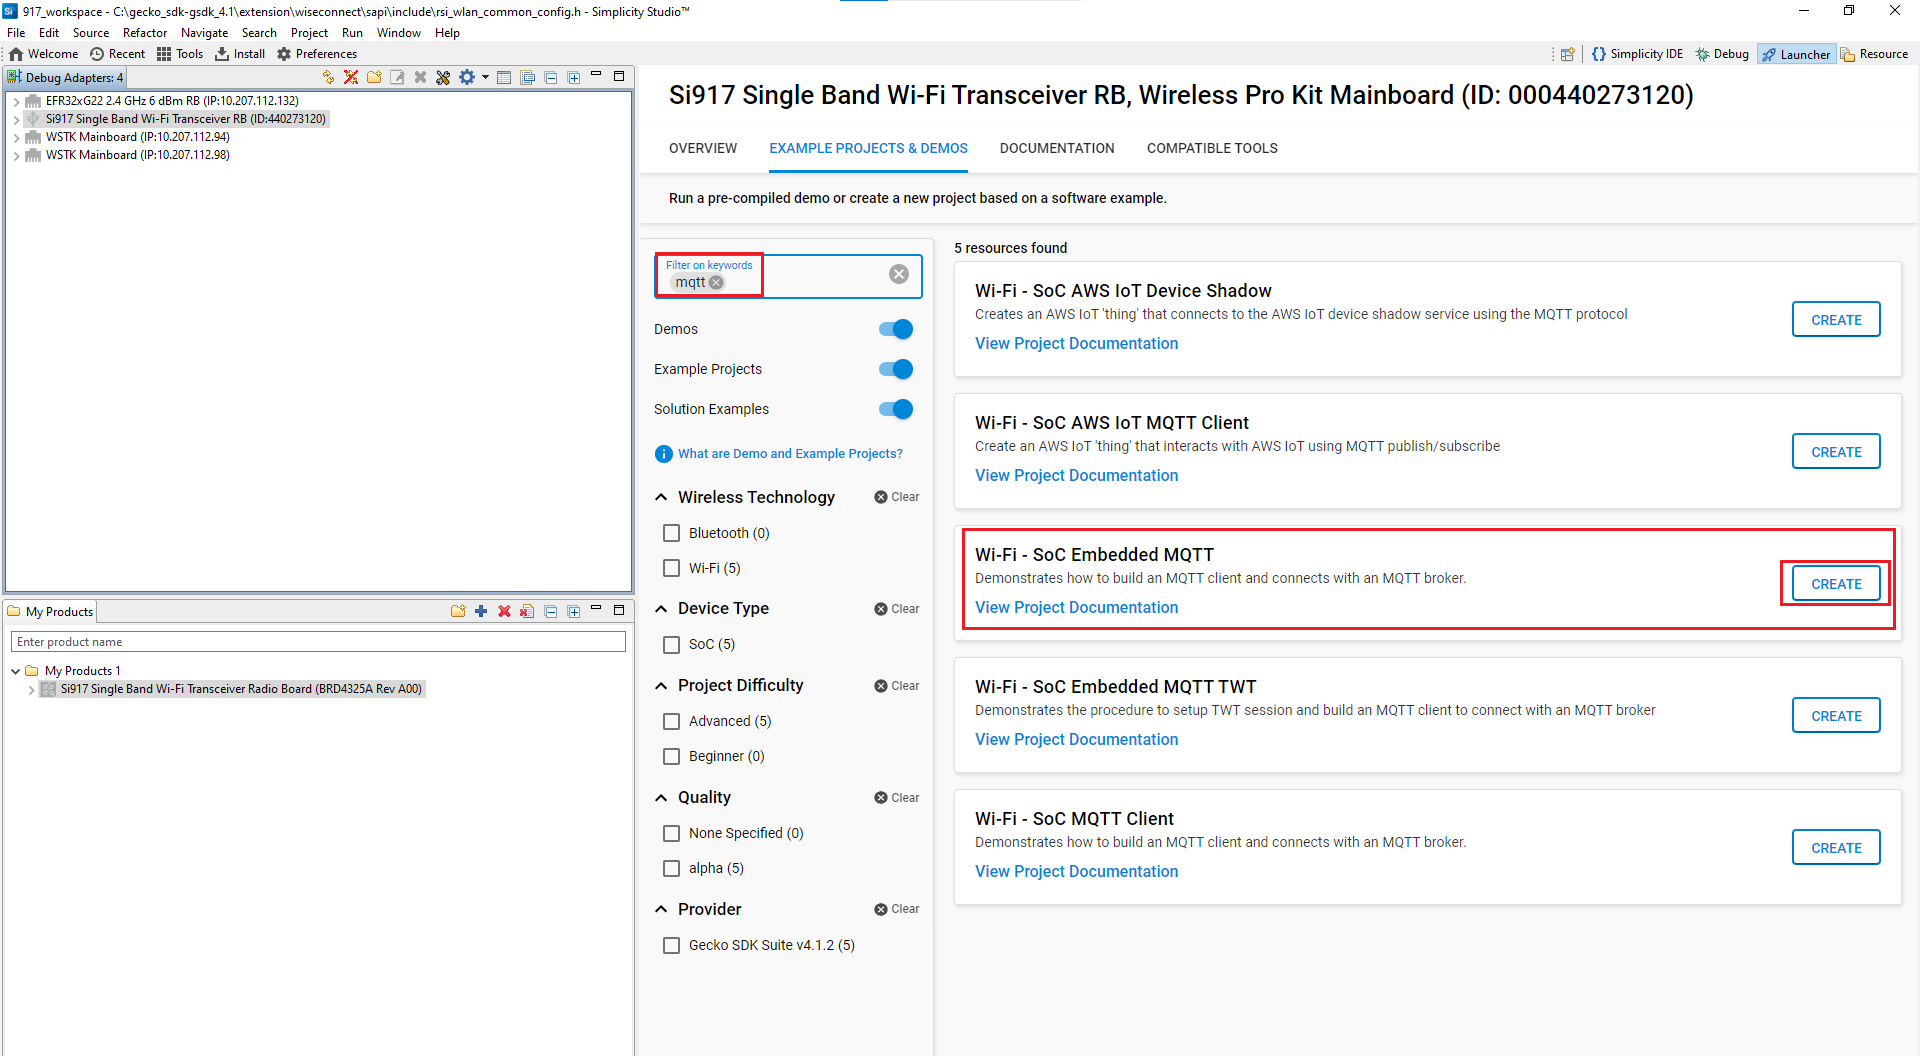 Si 917_workspace - C:\gecko_sdk-gsdk_4.1\extension\wiseconnect\sapi\include\rsi_wlan_common_config.h - Simplicity Studio™
File Edit Source Refactor Navigate Search Project Run Window Help
Welcome Recent Tools Install Preferences
Simplicity IDE Debug Launcher Resource
Debug Adapters: 4
EFR32xG22 2.4 GHz 6 dBm RB (IP:10.207.112.132)
Si917 Single Band Wi-Fi Transceiver RB (ID:440273120)
WSTK Mainboard (IP:10.207.112.94)
WSTK Mainboard (IP:10.207.112.98)
My Products
Enter product name
My Products 1
Si917 Single Band Wi-Fi Transceiver Radio Board (BRD4325A Rev A00)
Si917 Single Band Wi-Fi Transceiver RB, Wireless Pro Kit Mainboard (ID: 000440273120)
OVERVIEW EXAMPLE PROJECTS & DEMOS DOCUMENTATION COMPATIBLE TOOLS
Run a pre-compiled demo or create a new project based on a software example.
Filter on keywords
mqtt
Demos
Example Projects
Solution Examples
What are Demo and Example Projects?
Wireless Technology Clear
Bluetooth (0)
Wi-Fi (5)
Device Type Clear
SoC (5)
Project Difficulty Clear
Advanced (5)
Beginner (0)
Quality Clear
None Specified (0)
alpha (5)
Provider Clear
Gecko SDK Suite v4.1.2 (5)
5 resources found
Wi-Fi - SoC AWS IoT Device Shadow
Creates an AWS IoT 'thing' that connects to the AWS IoT device shadow service using the MQTT protocol
View Project Documentation
CREATE
Wi-Fi - SoC AWS IoT MQTT Client
Create an AWS IoT 'thing' that interacts with AWS IoT using MQTT publish/subscribe
View Project Documentation
CREATE
Wi-Fi - SoC Embedded MQTT
Demonstrates how to build an MQTT client and connects with an MQTT broker.
View Project Documentation
CREATE
Wi-Fi - SoC Embedded MQTT TWT
Demonstrates the procedure to setup TWT session and build an MQTT client to connect with an MQTT broker
View Project Documentation
CREATE
Wi-Fi - SoC MQTT Client
Demonstrates how to build an MQTT client and connects with an MQTT broker.
View Project Documentation
CREATE